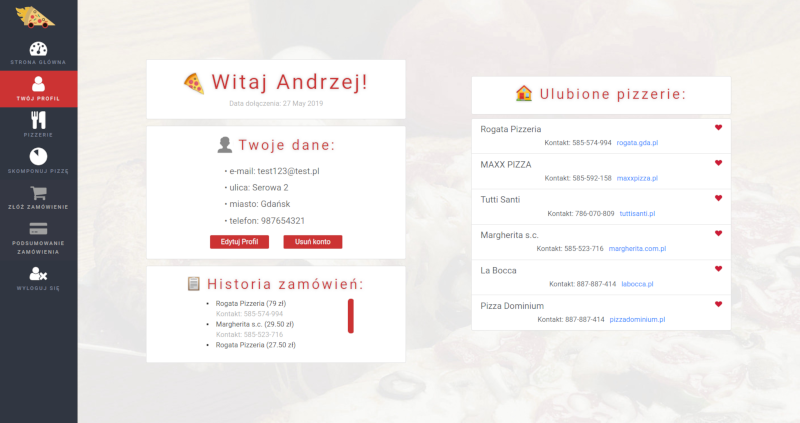 STRONA GŁÓWNA
TWÓJ PROFIL
PIZZERIE
SKOMPONUJ PIZZĘ
ZŁÓŻ ZAMÓWIENIE
PODSUMOWANIE
ZAMÓWIENIA
WYLOGUJ SIĘ
Witaj Andrzej!
Data dołączenia: 27 May 2019
Twoje dane:
• e-mail: test123@test.pl
• ulica: Serowa 2
• miasto: Gdańsk
• telefon: 987654321
Edytuj Profil
Usuń konto
Historia zamówień:
• Rogata Pizzeria (79 zł)
Kontakt: 585-574-994
• Margherita s.c. (29.50 zł)
Kontakt: 585-523-716
• Rogata Pizzeria (27.50 zł)
Ulubione pizzerie:
Rogata Pizzeria
Kontakt: 585-574-994 rogata.gda.pl
MAXX PIZZA
Kontakt: 585-592-158 maxxpizza.pl
Tutti Santi
Kontakt: 786-070-809 tuttisanti.pl
Margherita s.c.
Kontakt: 585-523-716 margherita.com.pl
La Bocca
Kontakt: 887-887-414 labocca.pl
Pizza Dominium
Kontakt: 887-887-414 pizzadominium.pl